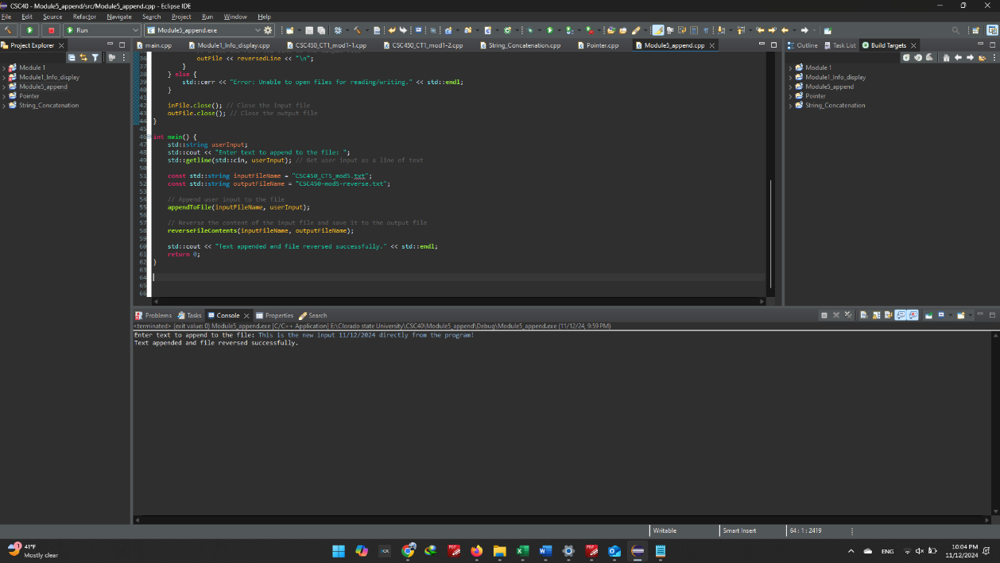 CSC40 - Module5_append/src/Module5_append.cpp - Eclipse IDE
File Edit Source Refactor Navigate Search Project Run Window Help
Run
Module5_append.exe
Project Explorer
main.cpp Module1_Info_display.cpp CSC450_CT1_mod1-1.cpp CSC450_CT1_mod1-2.cpp String_Concatenation.cpp Pointer.cpp Module5_append.cpp
Outline Task List Build Targets
Module 1
Module1_Info_display
Module5_append
Pointer
String_Concatenation
36 outFile << reversedLine << "\n";
37 }
38 } else {
39 std::cerr << "Error: Unable to open files for reading/writing." << std::endl;
40 }
41
42 inFile.close(); // Close the input file
43 outFile.close(); // Close the output file
44 }
45
46 int main() {
47 std::string userInput;
48 std::cout << "Enter text to append to the file: ";
49 std::getline(std::cin, userInput); // Get user input as a line of text
50
51 const std::string inputFileName = "CSC450_CT5_mod5.txt";
52 const std::string outputFileName = "CSC450-mod5-reverse.txt";
53
54 // Append user input to the file
55 appendToFile(inputFileName, userInput);
56
57 // Reverse the content of the input file and save it to the output file
58 reverseFileContents(inputFileName, outputFileName);
59
60 std::cout << "Text appended and file reversed successfully." << std::endl;
61 return 0;
62 }
63
64
65
66
Module 1
Module1_Info_display
Module5_append
Pointer
String_Concatenation
Problems Tasks Console Properties Search
<terminated> (exit value: 0) Module5_append.exe [C/C++ Application] E:\Clorado state University\CSC40\Module5_append\Debug\Module5_append.exe (11/12/24, 9:59 PM)
Enter text to append to the file: This is the new input 11/12/2024 directly from the program!
Text appended and file reversed successfully.
Writable Smart Insert 64 : 1 : 2419
1
41°F
Mostly clear
ENG
10:04 PM
11/12/2024